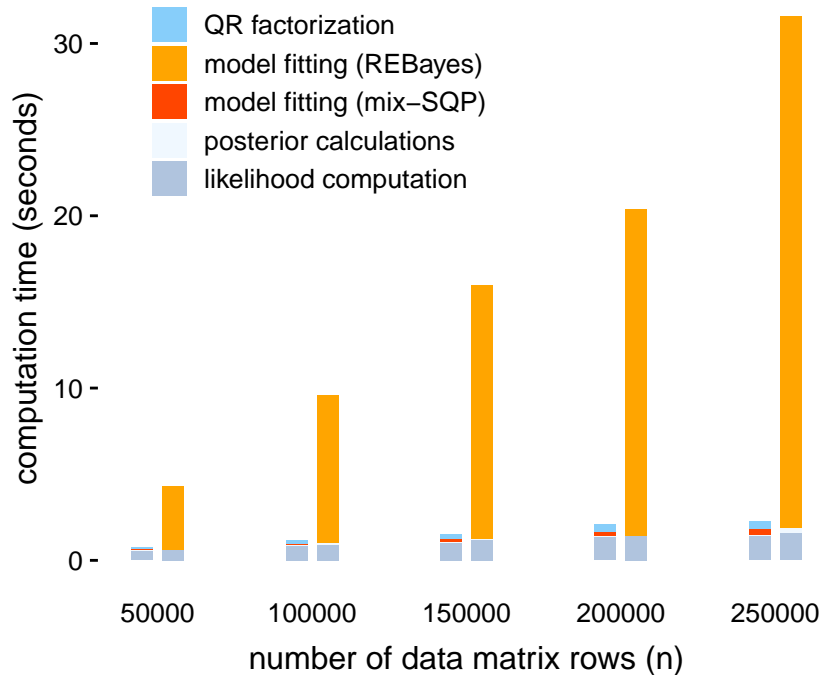 QR factorization
model fitting (REBayes)
model fitting (mix−SQP)
posterior calculations
likelihood computation
computation time (seconds)
30
20
10
0
50000 100000 150000 200000 250000
number of data matrix rows (n)